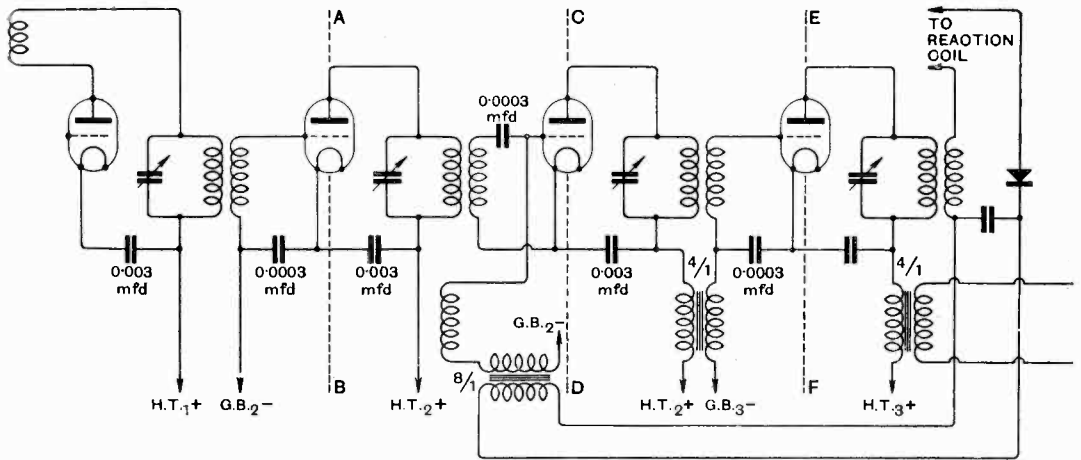 A
C
E
TO
REAOTION
COIL
0·0003
mfd
0·003
mfd
0·0003
mfd
0·003
mfd
0·003
mfd
4/1
0·0003
mfd
4/1
G.B.2–
8/1
B
D
F
H.T.1+
G.B.2–
H.T.2+
H.T.2+
G.B.3–
H.T.3+